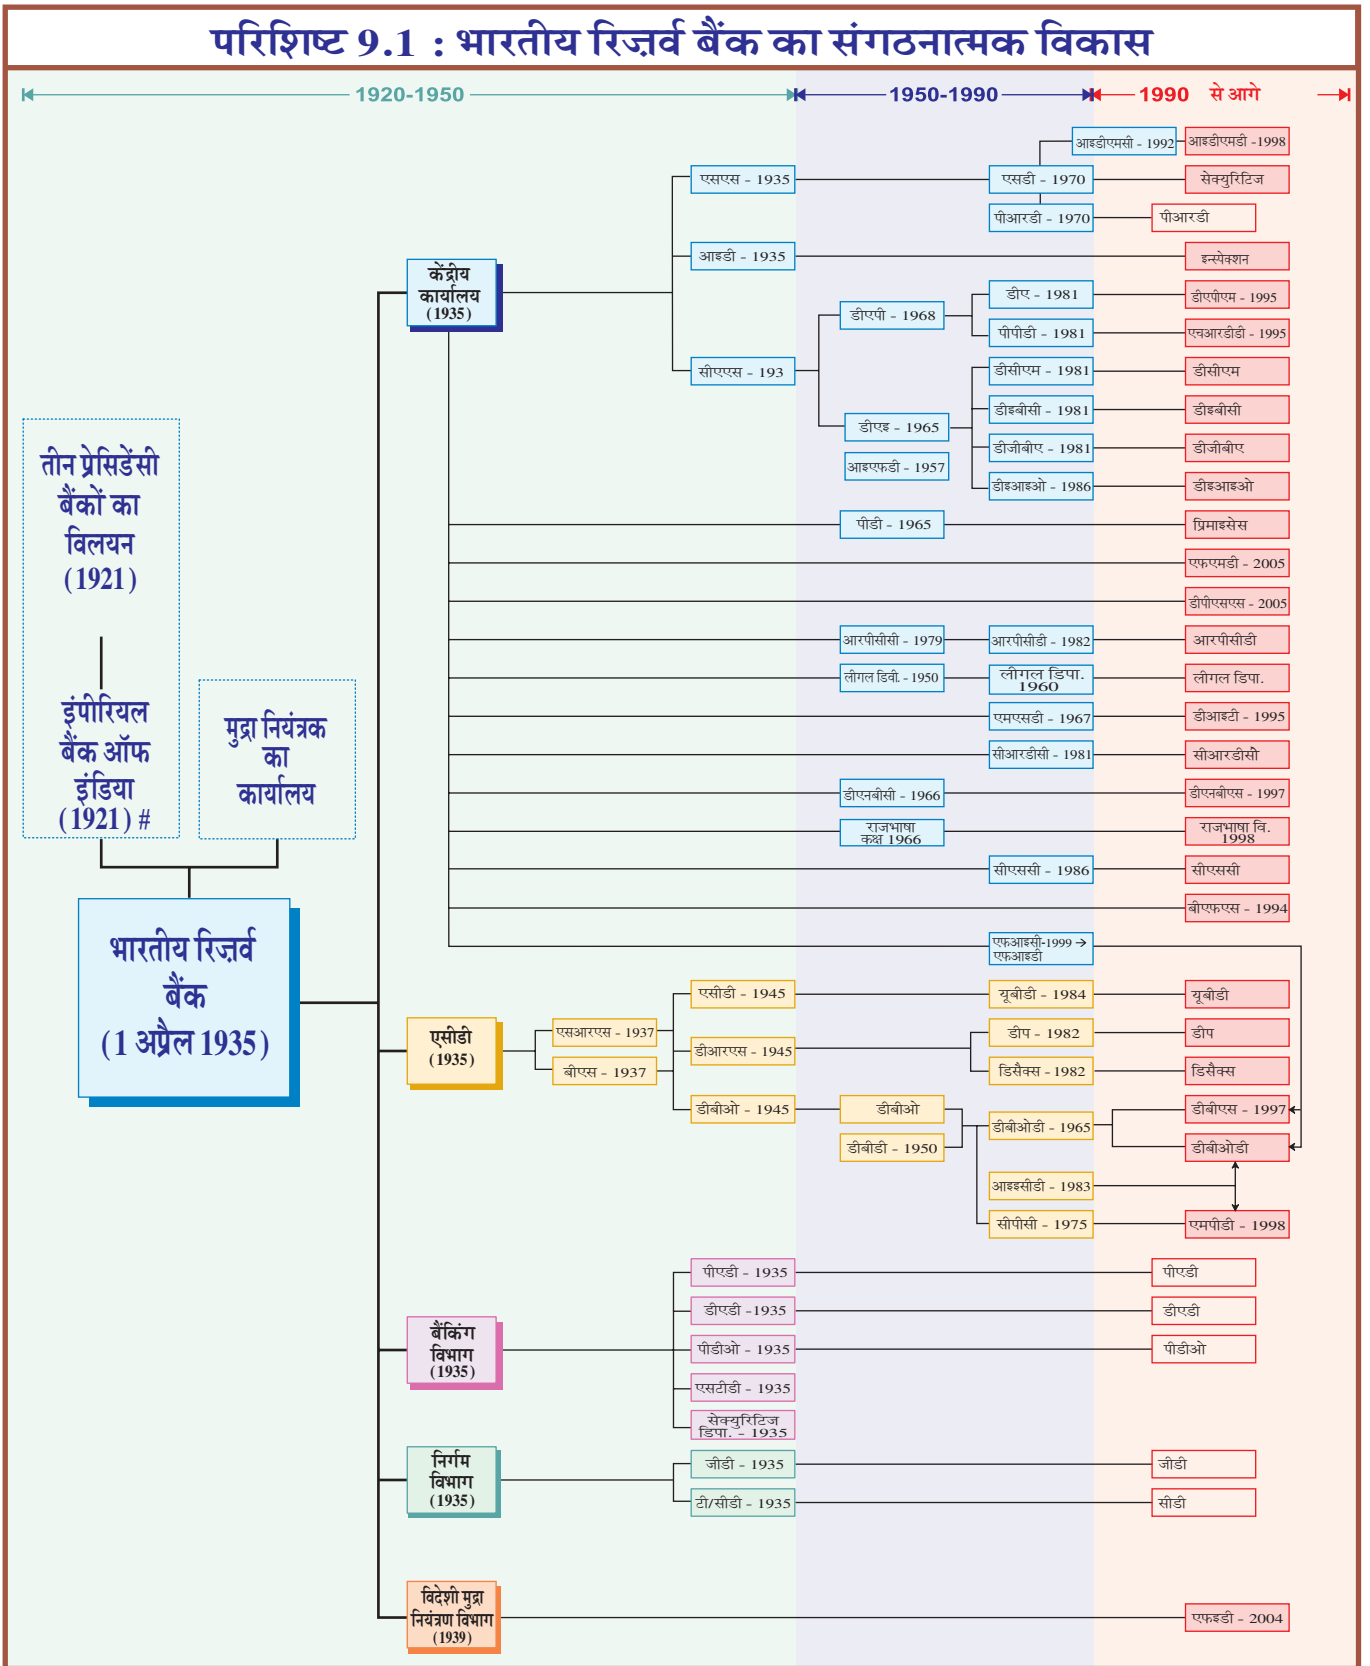 परिशिष्ट 9.1 : भारतीय रिज़र्व बैंक का संगठनात्मक विकास
1920-1950
1950-1990
1990 से आगे
तीन प्रेसिडेंसी
बैंकों का
विलयन
(1921)
इंपीरियल
बैंक ऑफ
इंडिया
(1921) #
मुद्रा नियंत्रक
का
कार्यालय
भारतीय रिज़र्व
बैंक
(1 अप्रैल 1935)
केंद्रीय
कार्यालय
(1935)
एसएस - 1935
एसडी - 1970
आइडीएमसी - 1992
आइडीएमडी -1998
सेक्युरिटिज
पीआरडी - 1970
पीआरडी
आइडी - 1935
इन्स्पेक्शन
सीएएस - 193
डीएपी - 1968
डीए - 1981
डीएपीएम - 1995
पीपीडी - 1981
एचआरडीडी - 1995
डीएइ - 1965
आइएफडी - 1957
डीसीएम - 1981
डीसीएम
डीइबीसी - 1981
डीइबीसी
डीजीबीए - 1981
डीजीबीए
डीइआइओ - 1986
डीइआइओ
पीडी - 1965
प्रिमाइसेस
एफएमडी - 2005
डीपीएसएस - 2005
आरपीसीसी - 1979
आरपीसीडी - 1982
आरपीसीडी
लीगल डिवी. - 1950
लीगल डिपा.
1960
लीगल डिपा.
एमएसडी - 1967
डीआइटी - 1995
सीआरडीसी - 1981
सीआरडीसी
डीएनबीसी - 1966
डीएनबीएस - 1997
राजभाषा
कक्ष 1966
राजभाषा वि.
1998
सीएससी - 1986
सीएससी
बीएफएस - 1994
एफआइसी-1999 →
एफआइडी
एसीडी
(1935)
एसआरएस - 1937
बीएस - 1937
एसीडी - 1945
यूबीडी - 1984
यूबीडी
डीआरएस - 1945
डीप - 1982
डीप
डिसैक्स - 1982
डिसैक्स
डीबीओ - 1945
डीबीओ
डीबीडी - 1950
डीबीओडी - 1965
डीबीएस - 1997
डीबीओडी
आइइसीडी - 1983
सीपीसी - 1975
एमपीडी - 1998
बैंकिंग
विभाग
(1935)
पीएडी - 1935
पीएडी
डीएडी -1935
डीएडी
पीडीओ - 1935
पीडीओ
एसटीडी - 1935
सेक्युरिटिज
डिपा. - 1935
निर्गम
विभाग
(1935)
जीडी - 1935
जीडी
टी/सीडी - 1935
सीडी
विदेशी मुद्रा
नियंत्रण विभाग
(1939)
एफइडी - 2004